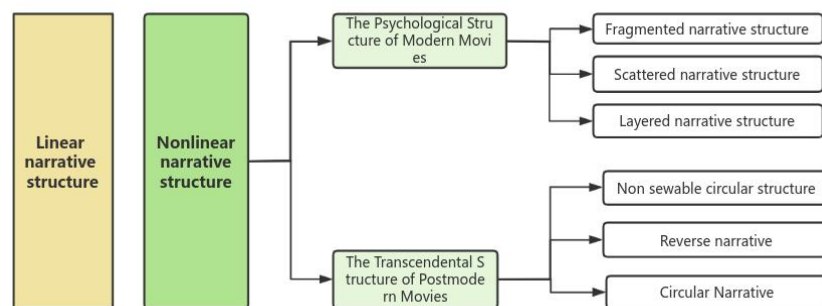 Linear
narrative
structure
Nonlinear
narrative
structure
The Psychological Stru
cture of Modern Movi
es
Fragmented narrative structure
Scattered narrative structure
Layered narrative structure
The Transcendental S
tructure of Postmode
rn Movies
Non sewable circular structure
Reverse narrative
Circular Narrative